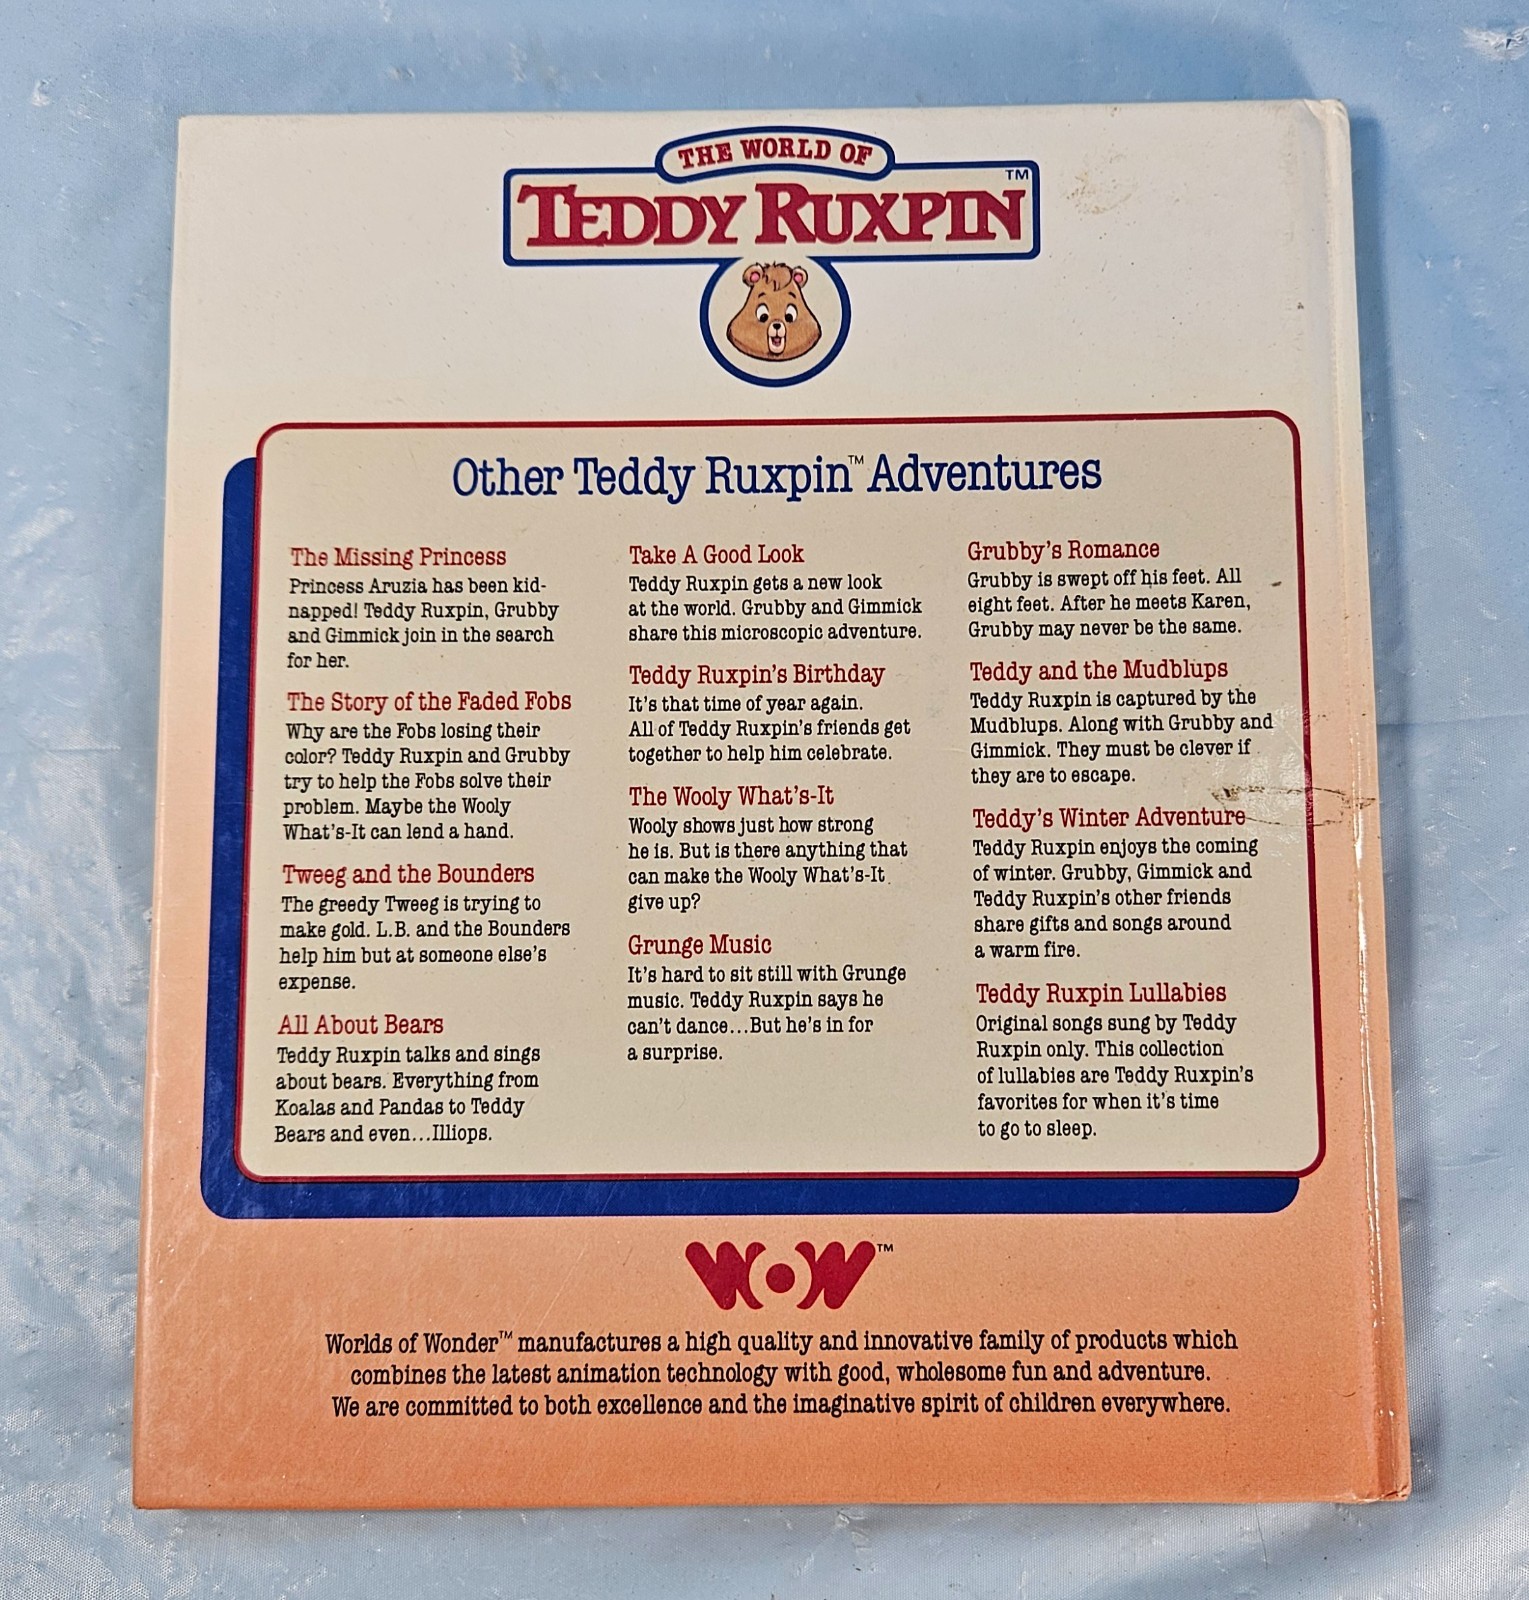 THE WORLD OF
TEDDY RUXPIN™
Other Teddy Ruxpin™ Adventures
The Missing Princess
Princess Aruzia has been kid-
napped! Teddy Ruxpin, Grubby
and Gimmick join in the search
for her.
The Story of the Faded Fobs
Why are the Fobs losing their
color? Teddy Ruxpin and Grubby
try to help the Fobs solve their
problem. Maybe the Wooly
What's-It can lend a hand.
Tweeg and the Bounders
The greedy Tweeg is trying to
make gold. L.B. and the Bounders
help him but at someone else's
expense.
All About Bears
Teddy Ruxpin talks and sings
about bears. Everything from
Koalas and Pandas to Teddy
Bears and even...Illiops.
Take A Good Look
Teddy Ruxpin gets a new look
at the world. Grubby and Gimmick
share this microscopic adventure.
Teddy Ruxpin's Birthday
It's that time of year again.
All of Teddy Ruxpin's friends get
together to help him celebrate.
The Wooly What's-It
Wooly shows just how strong
he is. But is there anything that
can make the Wooly What's-It
give up?
Grunge Music
It's hard to sit still with Grunge
music. Teddy Ruxpin says he
can't dance...But he's in for
a surprise.
Grubby's Romance
Grubby is swept off his feet. All
eight feet. After he meets Karen,
Grubby may never be the same.
Teddy and the Mudblups
Teddy Ruxpin is captured by the
Mudblups. Along with Grubby and
Gimmick. They must be clever if
they are to escape.
Teddy's Winter Adventure
Teddy Ruxpin enjoys the coming
of winter. Grubby, Gimmick and
Teddy Ruxpin's other friends
share gifts and songs around
a warm fire.
Teddy Ruxpin Lullabies
Original songs sung by Teddy
Ruxpin only. This collection
of lullabies are Teddy Ruxpin's
favorites for when it's time
to go to sleep.
WOW™
Worlds of Wonder™ manufactures a high quality and innovative family of products which
combines the latest animation technology with good, wholesome fun and adventure.
We are committed to both excellence and the imaginative spirit of children everywhere.